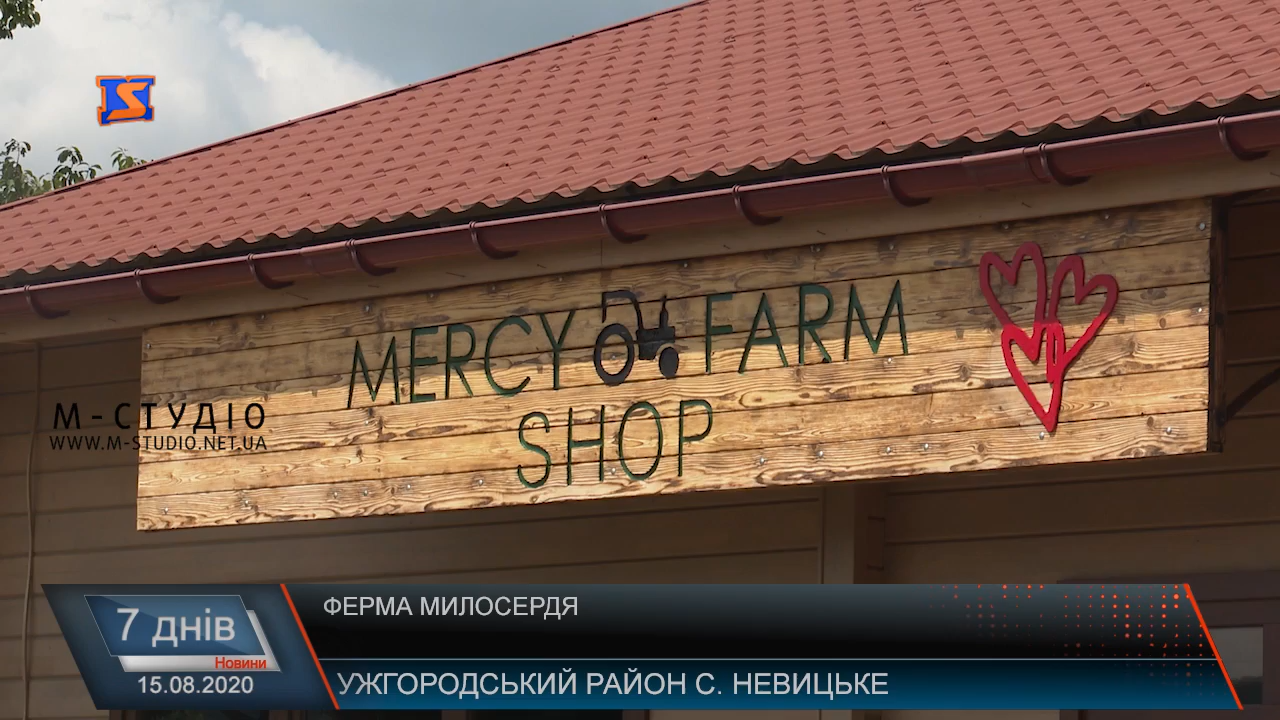 MERCY FARM
SHOP
М-СТУДІО
WWW.M-STUDIO.NET.UA
ФЕРМА МИЛОСЕРДЯ
7 днів
Новини
15.08.2020
УЖГОРОДСЬКИЙ РАЙОН С. НЕВИЦЬКЕ